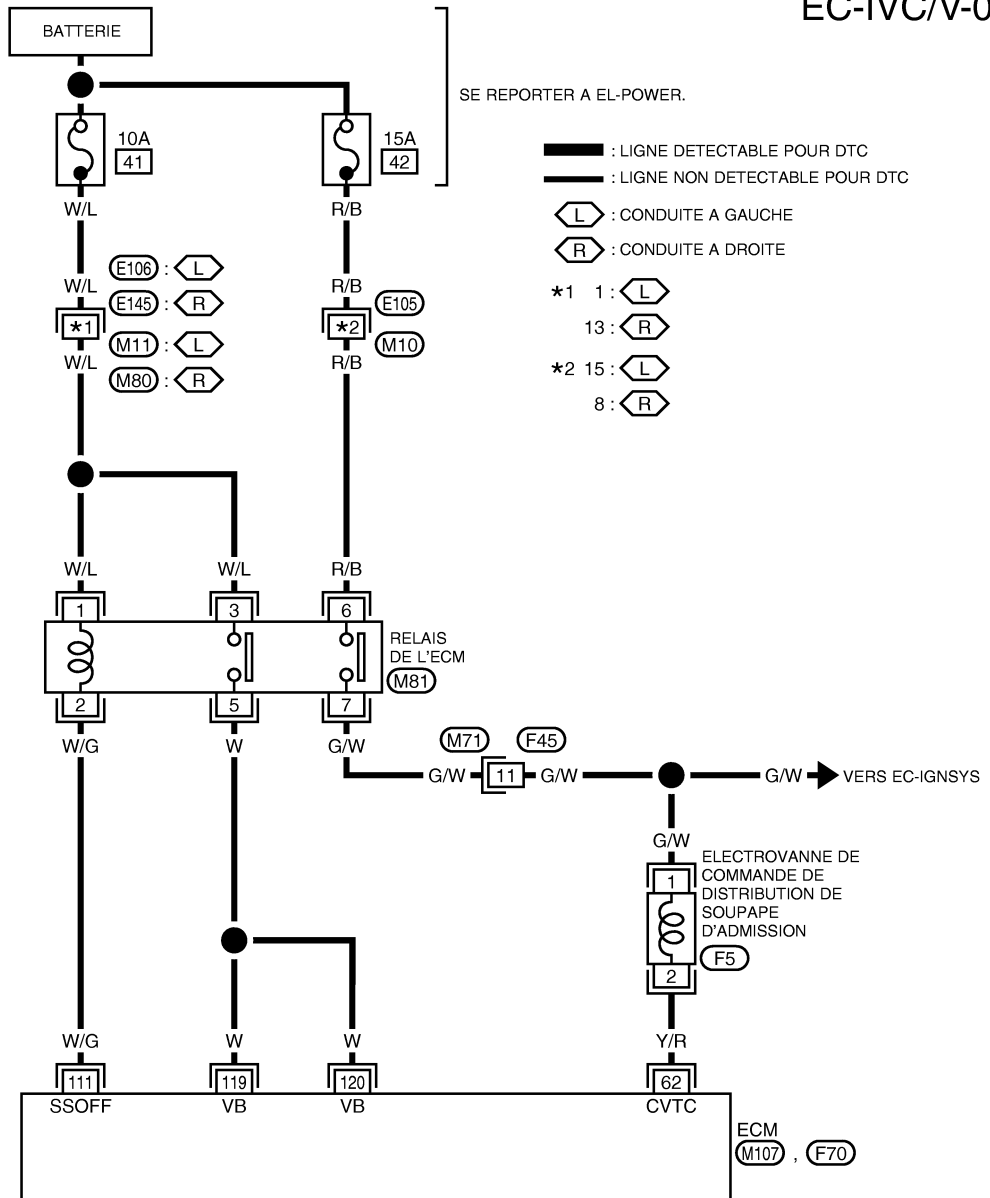 EC-IVC/V-0
BATTERIE
SE REPORTER A EL-POWER.
10A
41
15A
42
: LIGNE DETECTABLE POUR DTC
: LIGNE NON DETECTABLE POUR DTC
L : CONDUITE A GAUCHE
R : CONDUITE A DROITE
W/L
R/B
E106 : L
W/L
R/B
E145 : R
E105
*1 1 : L
*1
*2
13 : R
M11 : L
M10
W/L
R/B
*2 15 : L
M80 : R
8 : R
W/L
W/L
R/B
1
3
6
RELAIS
DE L'ECM
M81
2
5
7
W/G
W
G/W
M71
F45
G/W
11
G/W
G/W
VERS EC-IGNSYS
G/W
ELECTROVANNE DE
COMMANDE DE
DISTRIBUTION DE
SOUPAPE
D'ADMISSION
1
F5
2
W/G
W
W
Y/R
111
119
120
62
SSOFF
VB
VB
CVTC
ECM
M107 , F70